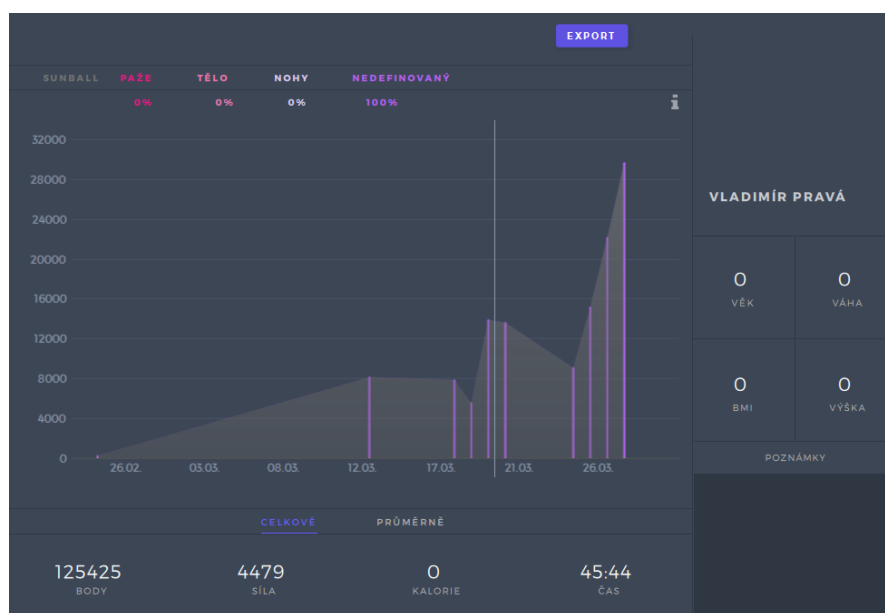 EXPORT
SUNBALL PAŽE TĚLO NOHY NEDEFINOVANÝ
0% 0% 0% 100%
i
32000
28000
24000
20000
16000
12000
8000
4000
0
26.02. 03.03. 08.03. 12.03. 17.03. 21.03. 26.03.
CELKOVĚ PRŮMĚRNĚ
125425 4479 0 45:44
BODY SÍLA KALORIE ČAS
VLADIMÍR PRAVÁ
0 0
VĚK VÁHA
0 0
BMI VÝŠKA
POZNÁMKY